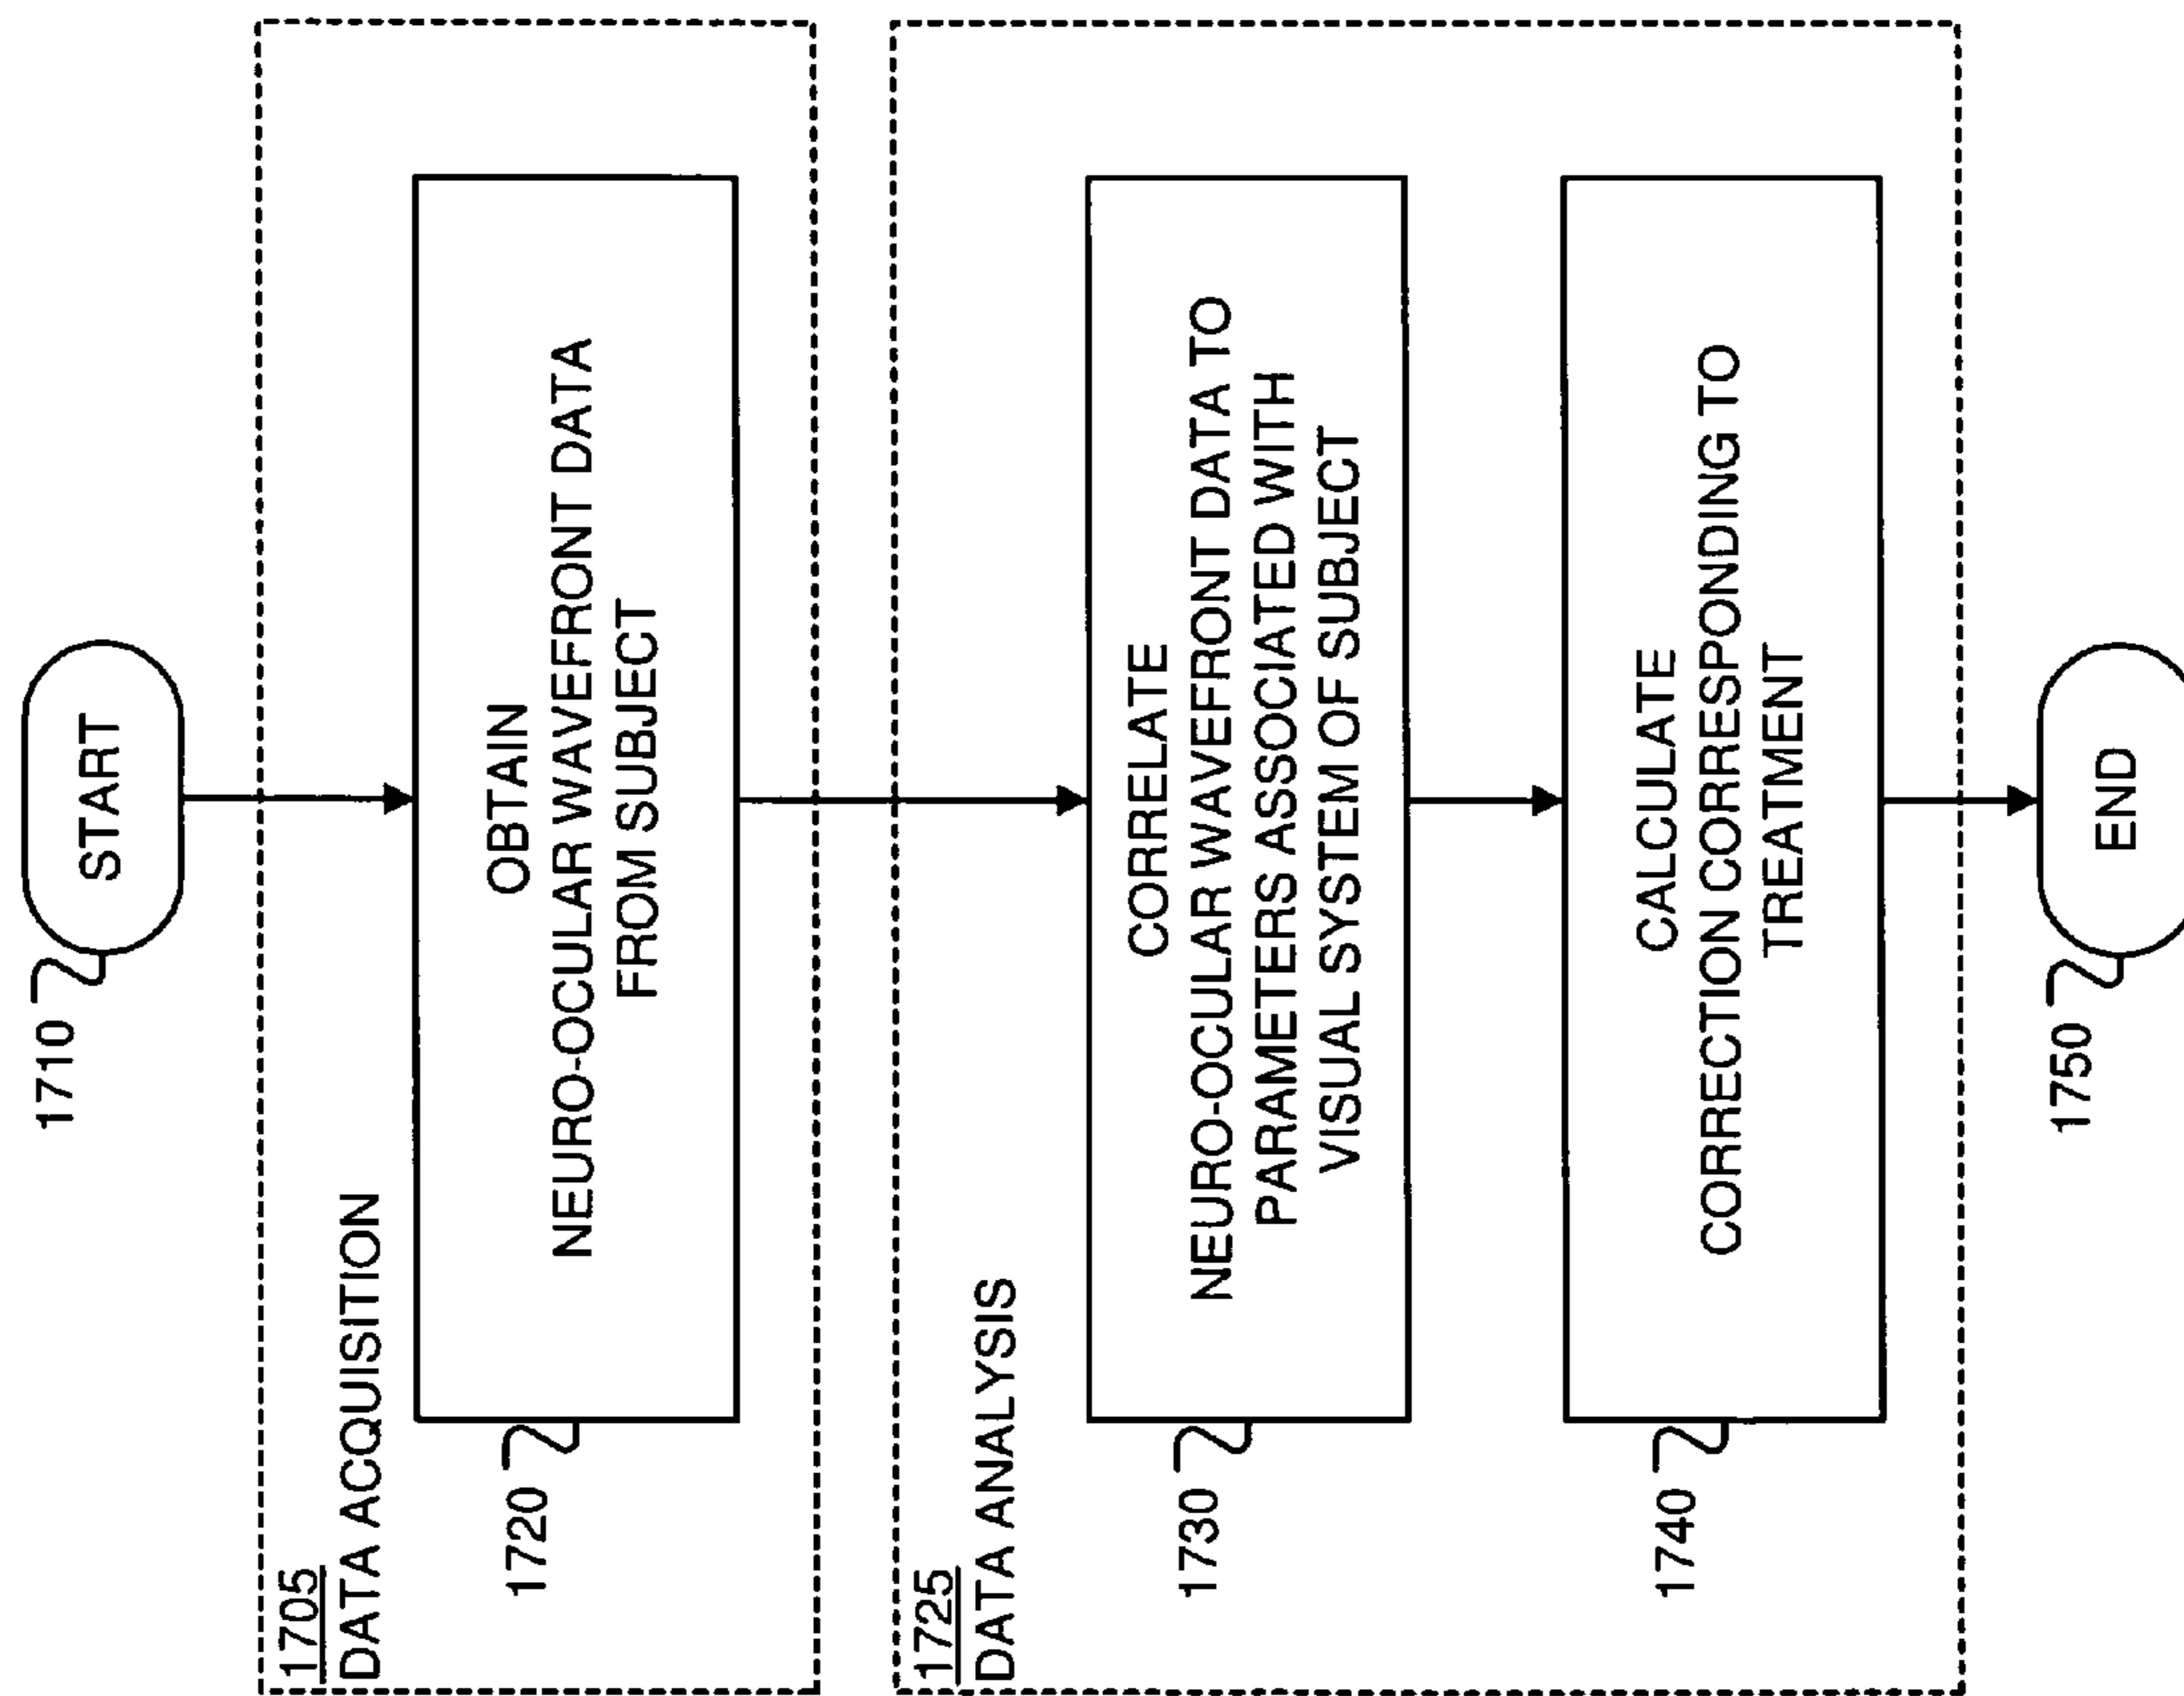 1710
START
1705
DATA ACQUISITION
1720
OBTAIN
NEURO-OCULAR WAVEFRONT DATA
FROM SUBJECT
1725
DATA ANALYSIS
1730
CORRELATE
NEURO-OCULAR WAVEFRONT DATA TO
PARAMETERS ASSOCIATED WITH
VISUAL SYSTEM OF SUBJECT
1740
CALCULATE
CORRECTION CORRESPONDING TO
TREATMENT
1750
END